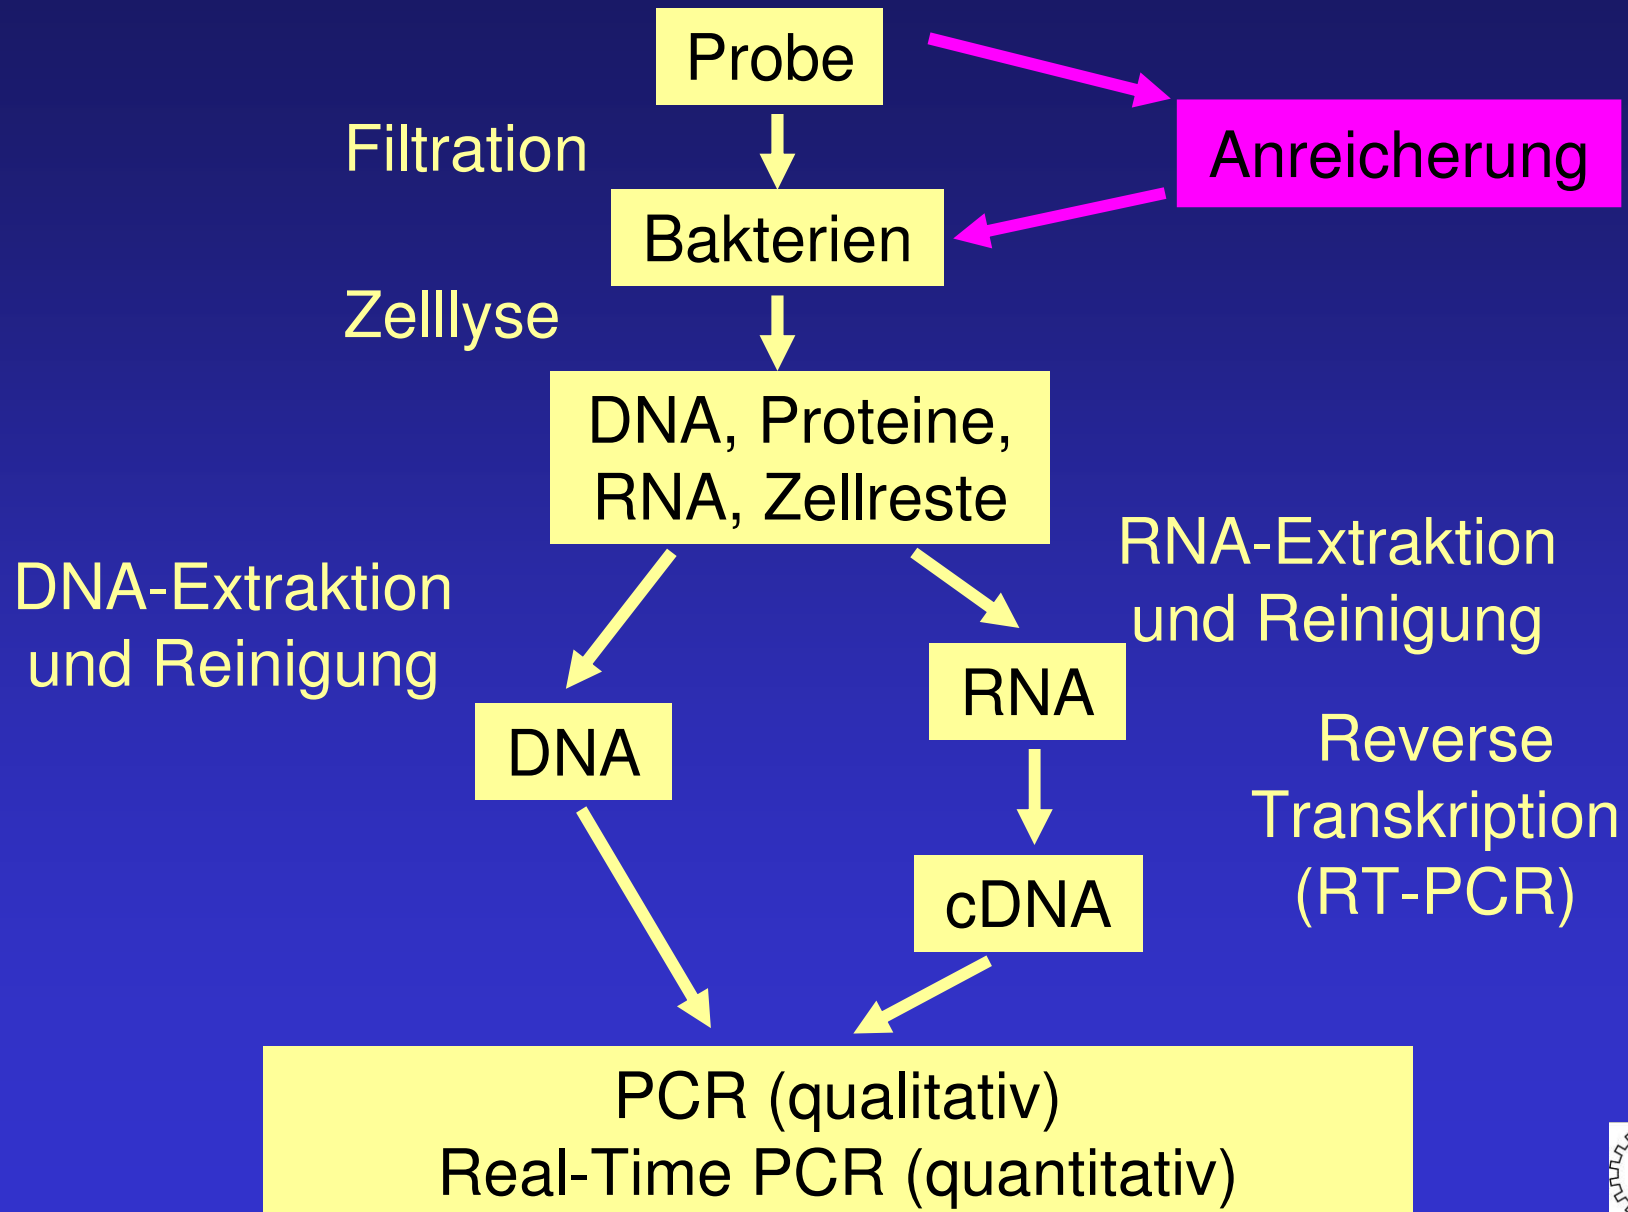 Probe
Filtration
Anreicherung
Bakterien
Zelllyse
DNA, Proteine,
RNA, Zellreste
RNA-Extraktion
und Reinigung
DNA-Extraktion
und Reinigung
RNA
DNA
Reverse
Transkription
(RT-PCR)
cDNA
PCR (qualitativ)
Real-Time PCR (quantitativ)